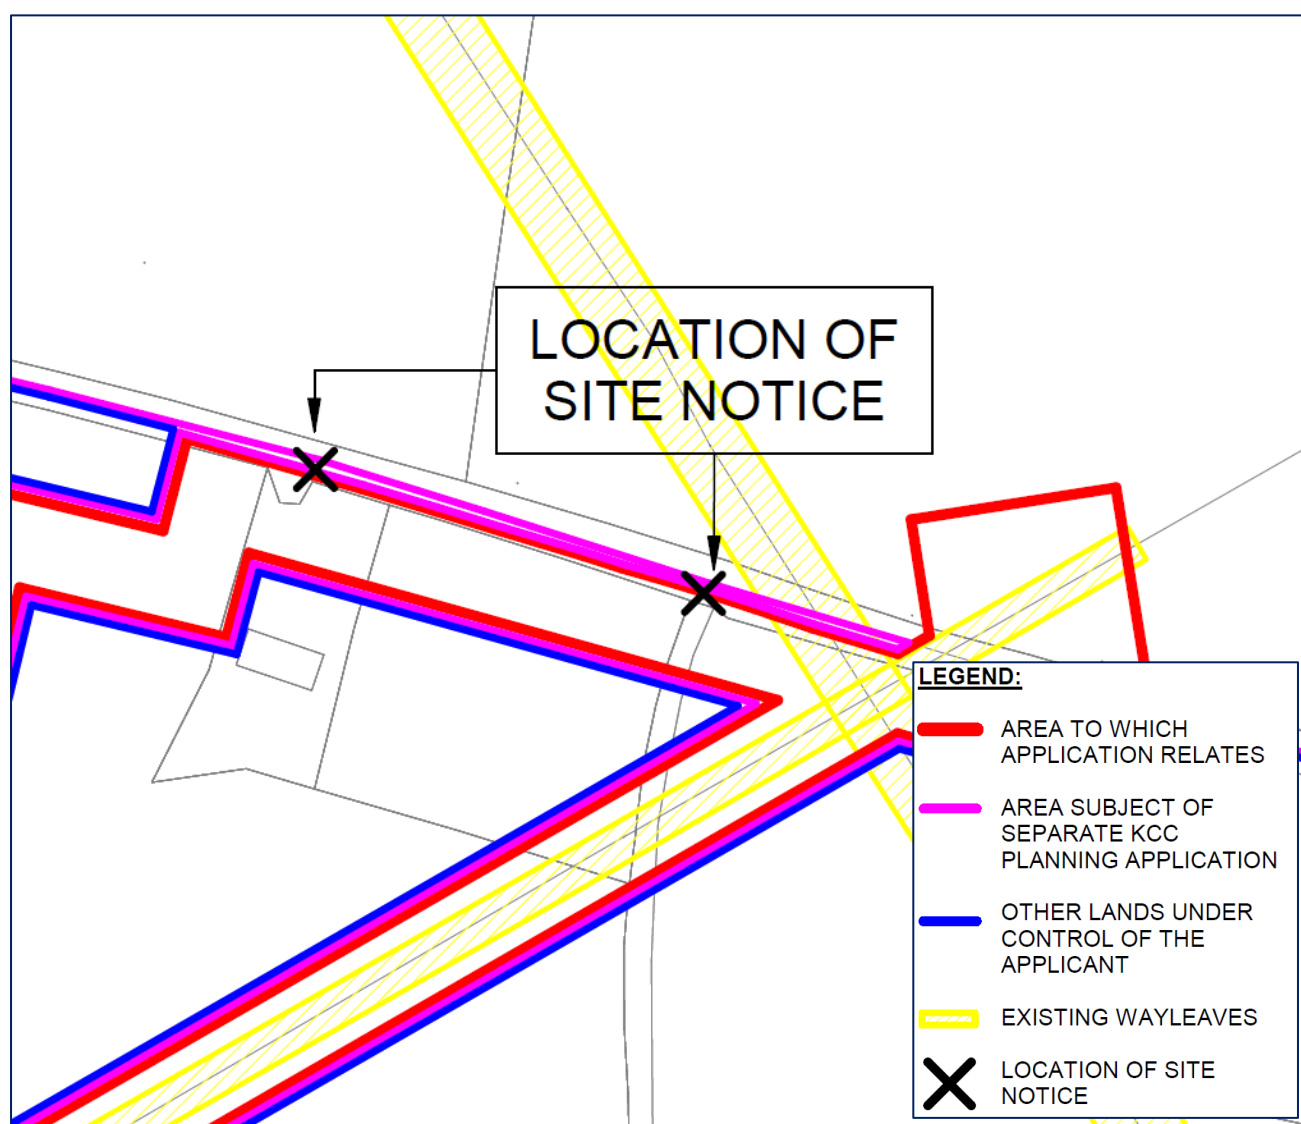 LOCATION OF
SITE NOTICE
LEGEND:
AREA TO WHICH
APPLICATION RELATES
AREA SUBJECT OF
SEPARATE KCC
PLANNING APPLICATION
OTHER LANDS UNDER
CONTROL OF THE
APPLICANT
EXISTING WAYLEAVES
LOCATION OF SITE
NOTICE